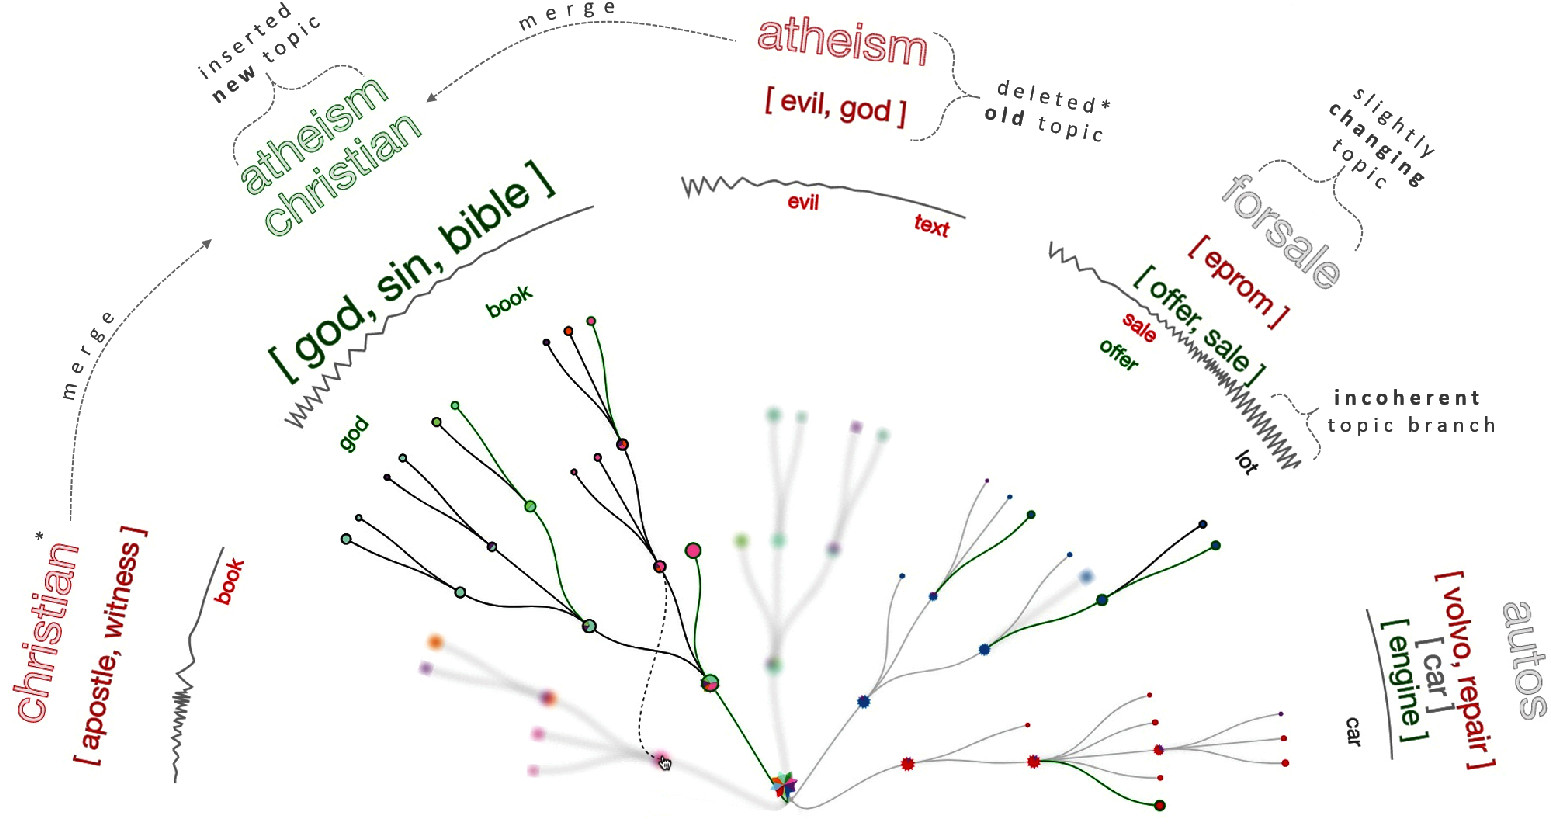 merge
inserted
new topic
atheism
christian
[ god, sin, bible ]
book
god
merge
christian*
[ apostle, witness ]
book
atheism
[ evil, god ]
deleted*
old topic
evil
text
slightly
changing
topic
forsale
[ eprom ]
[ offer, sale ]
sale
offer
lot
incoherent
topic branch
autos
[ volvo, repair ]
[ car ]
[ engine ]
car